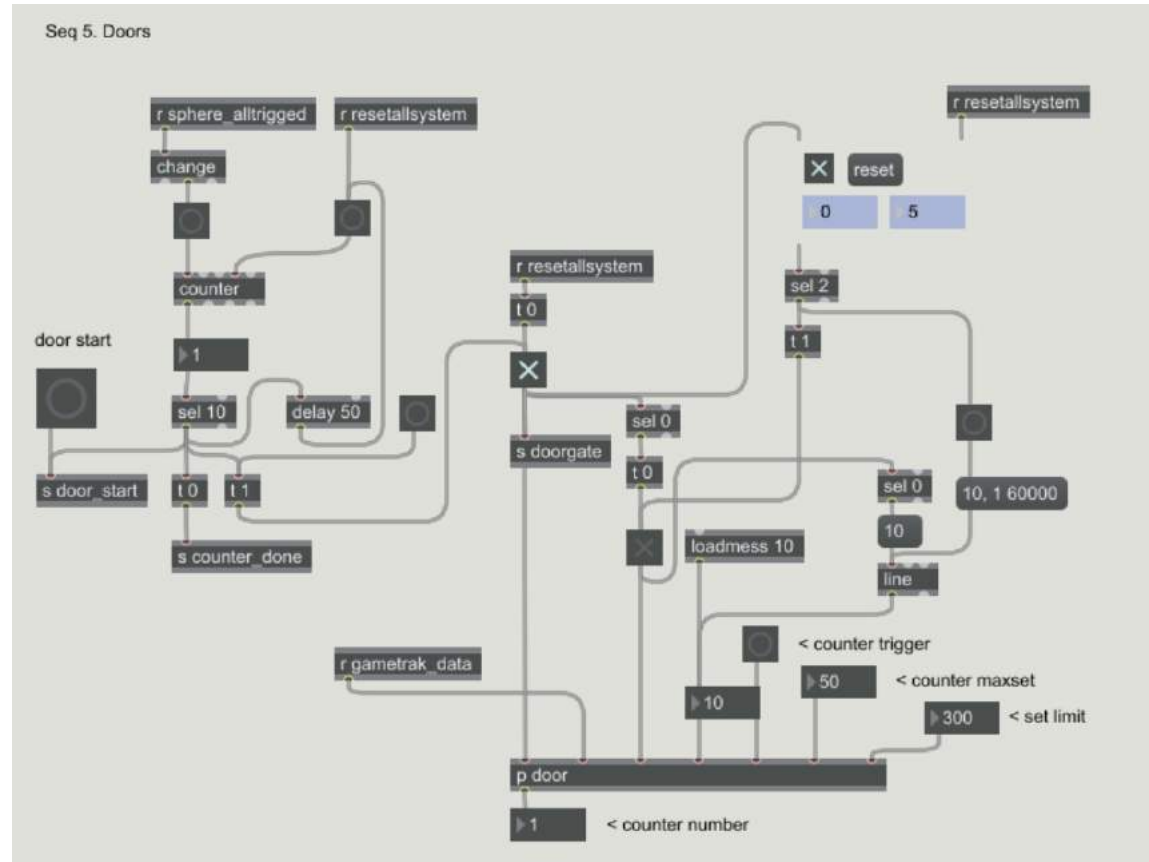 Seq 5. Doors
r resetallsystem
r sphere_alltrigged
r resetallsystem
change
reset
0
5
counter
r resetallsystem
sel 2
t 0
door start
1
t 1
sel 10
delay 50
sel 0
s doorgate
t 0
sel 0
s door_start
t 0
t 1
10, 1 60000
10
s counter_done
loadmess 10
line
< counter trigger
r gametrak_data
50
< counter maxset
10
300
< set limit
p door
1
< counter number